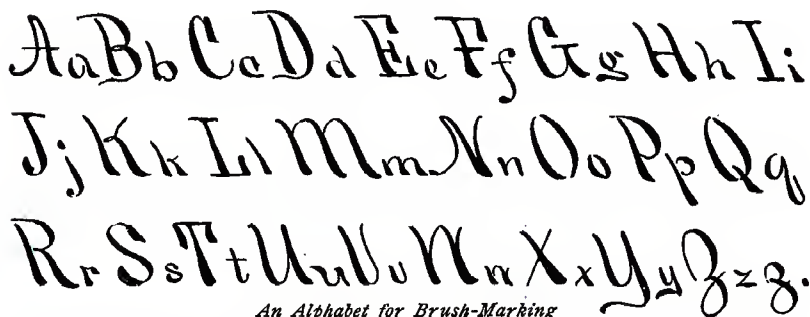 AaBbCcDdEeFfGgHhIi
JjKkLlMmNnOoPpQq
RrSsTtUuVvWwXxYyZzz.
An Alphabet for Brush-Marking